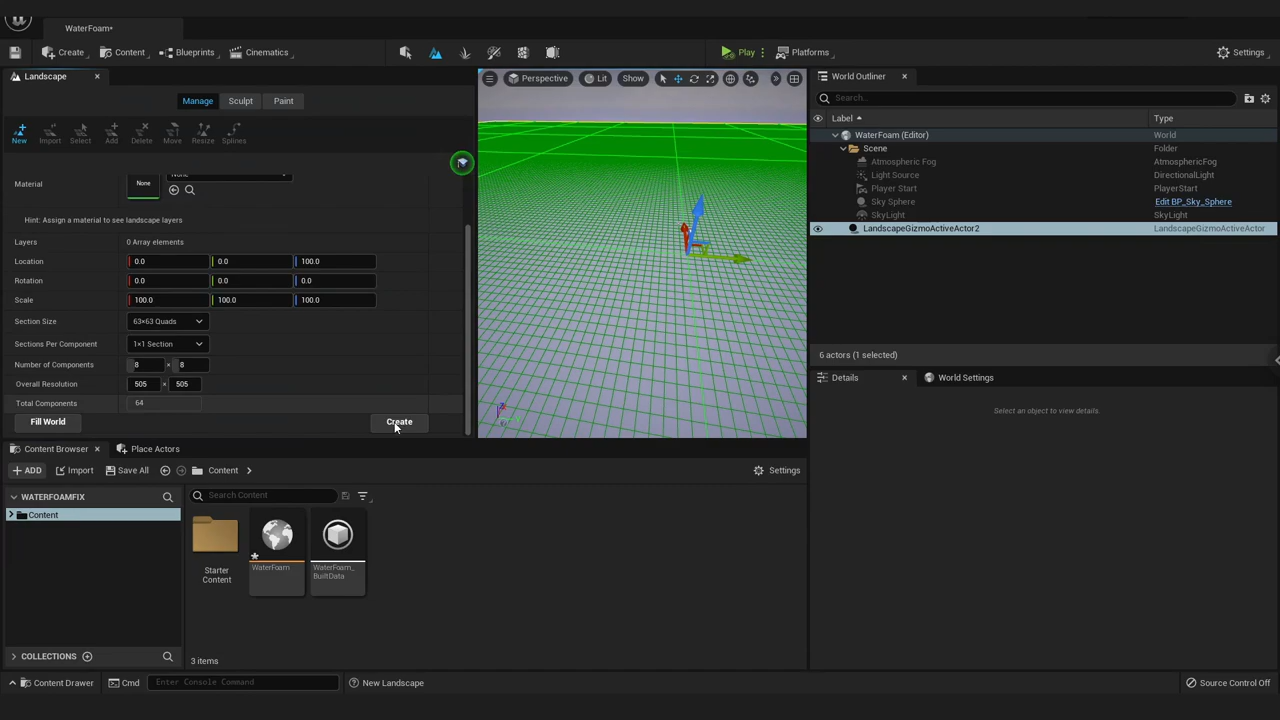 WaterFoam•
Create
Content
Blueprints
Cinematics
Play
Platforms
Settings
Landscape
Manage
Sculpt
Paint
New
Import
Select
Add
Delete
Move
Resize
Splines
Material
None
None
Hint: Assign a material to see landscape layers
Layers
0 Array elements
Location
0.0
0.0
100.0
Rotation
0.0
0.0
0.0
Scale
100.0
100.0
100.0
Section Size
63×63 Quads
Sections Per Component
1×1 Section
Number of Components
8 × 8
Overall Resolution
505 × 505
Total Components
64
Fill World
Create
Perspective
Lit
Show
World Outliner
Search...
Label
Type
WaterFoam (Editor)
World
Scene
Folder
Atmospheric Fog
AtmosphericFog
Light Source
DirectionalLight
Player Start
PlayerStart
Sky Sphere
Edit BP_Sky_Sphere
SkyLight
SkyLight
LandscapeGizmoActiveActor2
LandscapeGizmoActiveActor
6 actors (1 selected)
Details
World Settings
Select an object to view details.
Content Browser
Place Actors
ADD
Import
Save All
Content
Settings
WATERFOAMFIX
Search Content
Content
Starter
Content
WaterFoam
WaterFoam_
BuiltData
COLLECTIONS
3 items
Content Drawer
Cmd
Enter Console Command
New Landscape
Source Control Off